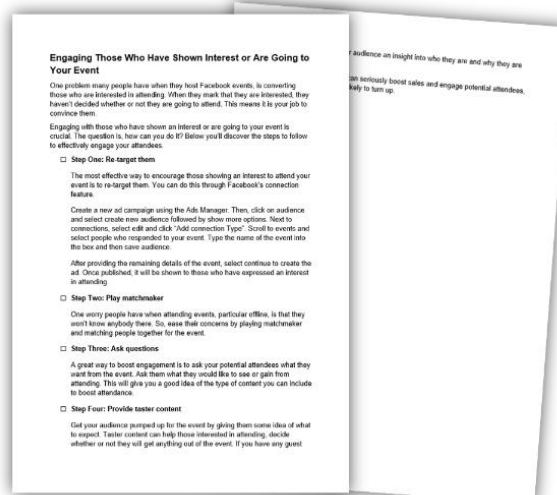 Engaging Those Who Have Shown Interest or Are Going to
Your Event
One problem many people have when they host Facebook events, is converting
those who are interested in attending. When they mark that they are interested, they
haven't decided whether or not they are going to attend. This means it is your job to
convince them.
Engaging with those who have shown an interest or are going to your event is
crucial. The question is, how can you do it? Below you'll discover the steps to follow
to effectively engage your attendees.
Step One: Re-target them
The most effective way to encourage those showing an interest to attend your
event is to re-target them. You can do this through Facebook's connection
feature.
Create a new ad campaign using the Ads Manager. Then, click on audience
and select create new audience followed by show more options. Next to
connections, select edit and click "Add connection Type". Scroll to events and
select people who responded to your event. Type the name of the event into
the box and then save audience.
After providing the remaining details of the event, select continue to create the
ad. Once published, it will be shown to those who have expressed an interest
in attending.
Step Two: Play matchmaker
One worry people have when attending events, particular offline, is that they
won't know anybody there. So, ease their concerns by playing matchmaker
and matching people together for the event.
Step Three: Ask questions
A great way to boost engagement is to ask your potential attendees what they
want from the event. Ask them what they would like to see or gain from
attending. This will give you a good idea of the type of content you can include
to boost attendance.
Step Four: Provide taster content
Get your audience pumped up for the event by giving them some idea of what
to expect. Taster content can help those interested in attending, decide
whether or not they will get anything out of the event. If you have any guest
audience an insight into who they are and why they are
can seriously boost sales and engage potential attendees,
to turn up.